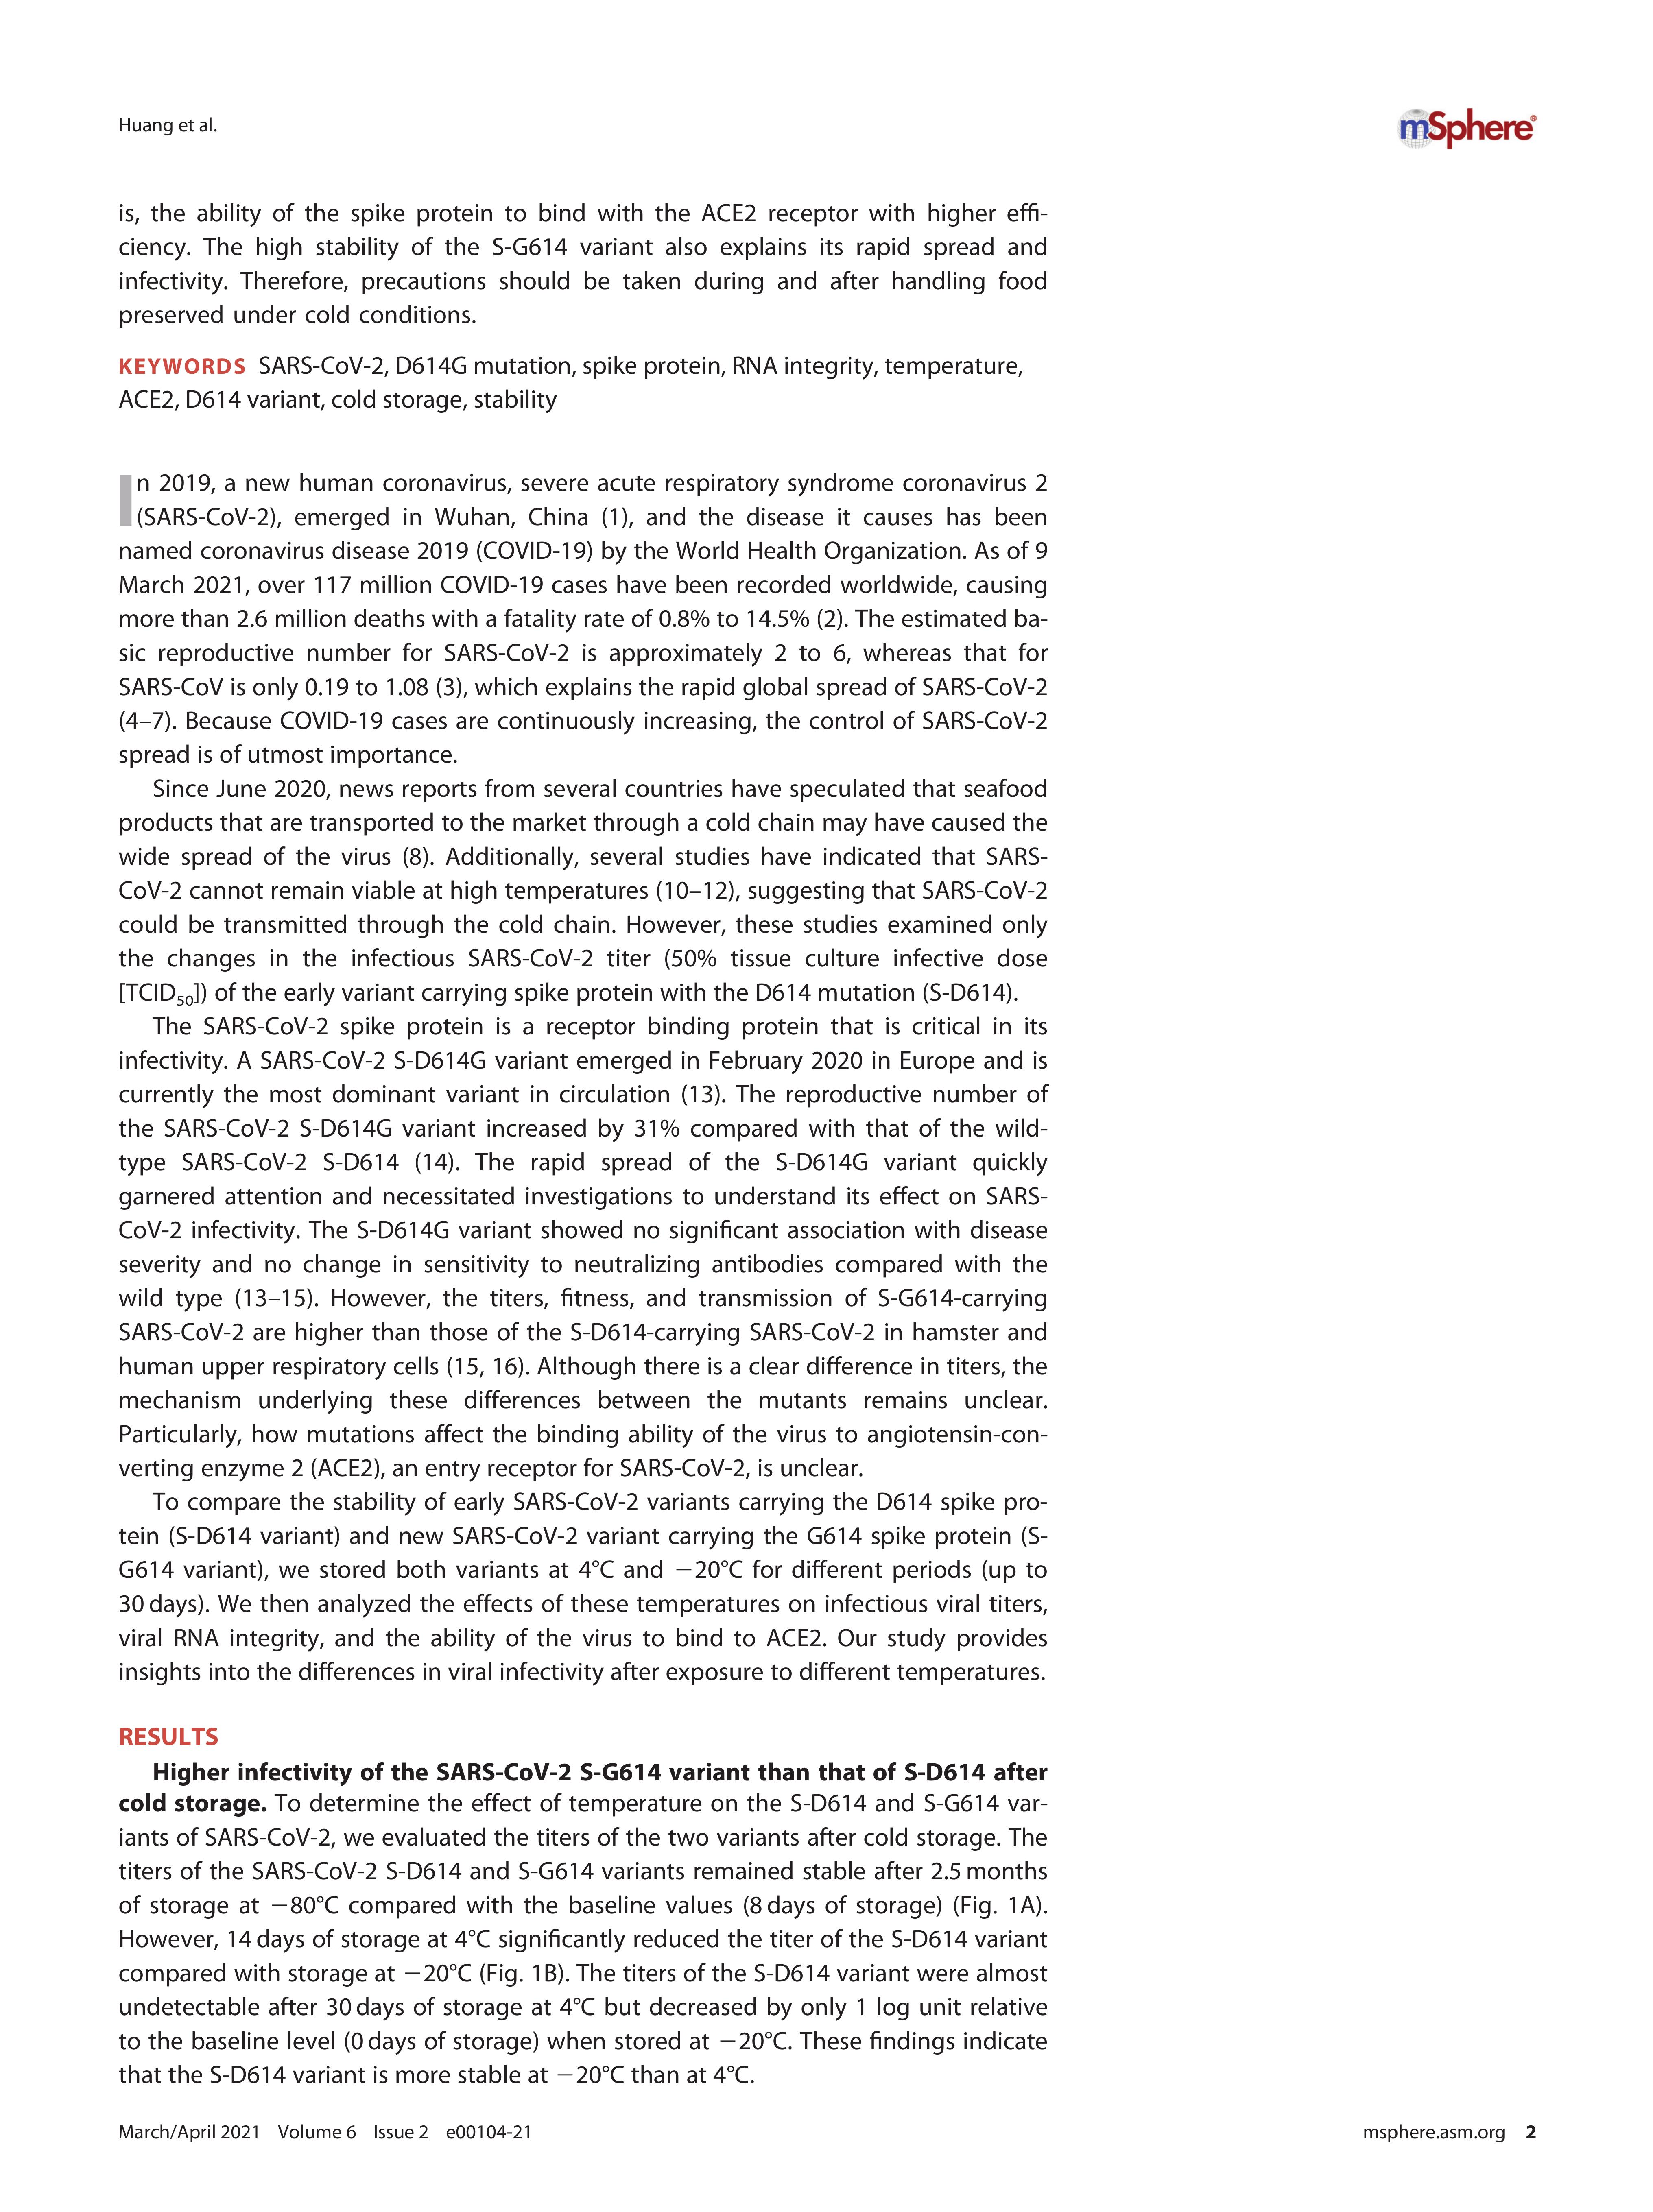 Huang et al.
mSphere®
is, the ability of the spike protein to bind with the ACE2 receptor with higher effi-
ciency. The high stability of the S-G614 variant also explains its rapid spread and
infectivity. Therefore, precautions should be taken during and after handling food
preserved under cold conditions.
KEYWORDS SARS-CoV-2, D614G mutation, spike protein, RNA integrity, temperature,
ACE2, D614 variant, cold storage, stability
In 2019, a new human coronavirus, severe acute respiratory syndrome coronavirus 2
(SARS-CoV-2), emerged in Wuhan, China (1), and the disease it causes has been
named coronavirus disease 2019 (COVID-19) by the World Health Organization. As of 9
March 2021, over 117 million COVID-19 cases have been recorded worldwide, causing
more than 2.6 million deaths with a fatality rate of 0.8% to 14.5% (2). The estimated ba-
sic reproductive number for SARS-CoV-2 is approximately 2 to 6, whereas that for
SARS-CoV is only 0.19 to 1.08 (3), which explains the rapid global spread of SARS-CoV-2
(4–7). Because COVID-19 cases are continuously increasing, the control of SARS-CoV-2
spread is of utmost importance.
Since June 2020, news reports from several countries have speculated that seafood
products that are transported to the market through a cold chain may have caused the
wide spread of the virus (8). Additionally, several studies have indicated that SARS-
CoV-2 cannot remain viable at high temperatures (10–12), suggesting that SARS-CoV-2
could be transmitted through the cold chain. However, these studies examined only
the changes in the infectious SARS-CoV-2 titer (50% tissue culture infective dose
[TCID50]) of the early variant carrying spike protein with the D614 mutation (S-D614).
The SARS-CoV-2 spike protein is a receptor binding protein that is critical in its
infectivity. A SARS-CoV-2 S-D614G variant emerged in February 2020 in Europe and is
currently the most dominant variant in circulation (13). The reproductive number of
the SARS-CoV-2 S-D614G variant increased by 31% compared with that of the wild-
type SARS-CoV-2 S-D614 (14). The rapid spread of the S-D614G variant quickly
garnered attention and necessitated investigations to understand its effect on SARS-
CoV-2 infectivity. The S-D614G variant showed no significant association with disease
severity and no change in sensitivity to neutralizing antibodies compared with the
wild type (13–15). However, the titers, fitness, and transmission of S-G614-carrying
SARS-CoV-2 are higher than those of the S-D614-carrying SARS-CoV-2 in hamster and
human upper respiratory cells (15, 16). Although there is a clear difference in titers, the
mechanism underlying these differences between the mutants remains unclear.
Particularly, how mutations affect the binding ability of the virus to angiotensin-con-
verting enzyme 2 (ACE2), an entry receptor for SARS-CoV-2, is unclear.
To compare the stability of early SARS-CoV-2 variants carrying the D614 spike pro-
tein (S-D614 variant) and new SARS-CoV-2 variant carrying the G614 spike protein (S-
G614 variant), we stored both variants at 4°C and −20°C for different periods (up to
30 days). We then analyzed the effects of these temperatures on infectious viral titers,
viral RNA integrity, and the ability of the virus to bind to ACE2. Our study provides
insights into the differences in viral infectivity after exposure to different temperatures.
RESULTS
Higher infectivity of the SARS-CoV-2 S-G614 variant than that of S-D614 after
cold storage. To determine the effect of temperature on the S-D614 and S-G614 var-
iants of SARS-CoV-2, we evaluated the titers of the two variants after cold storage. The
titers of the SARS-CoV-2 S-D614 and S-G614 variants remained stable after 2.5 months
of storage at −80°C compared with the baseline values (8 days of storage) (Fig. 1A).
However, 14 days of storage at 4°C significantly reduced the titer of the S-D614 variant
compared with storage at −20°C (Fig. 1B). The titers of the S-D614 variant were almost
undetectable after 30 days of storage at 4°C but decreased by only 1 log unit relative
to the baseline level (0 days of storage) when stored at −20°C. These findings indicate
that the S-D614 variant is more stable at −20°C than at 4°C.
March/April 2021 Volume 6 Issue 2 e00104-21
msphere.asm.org 2